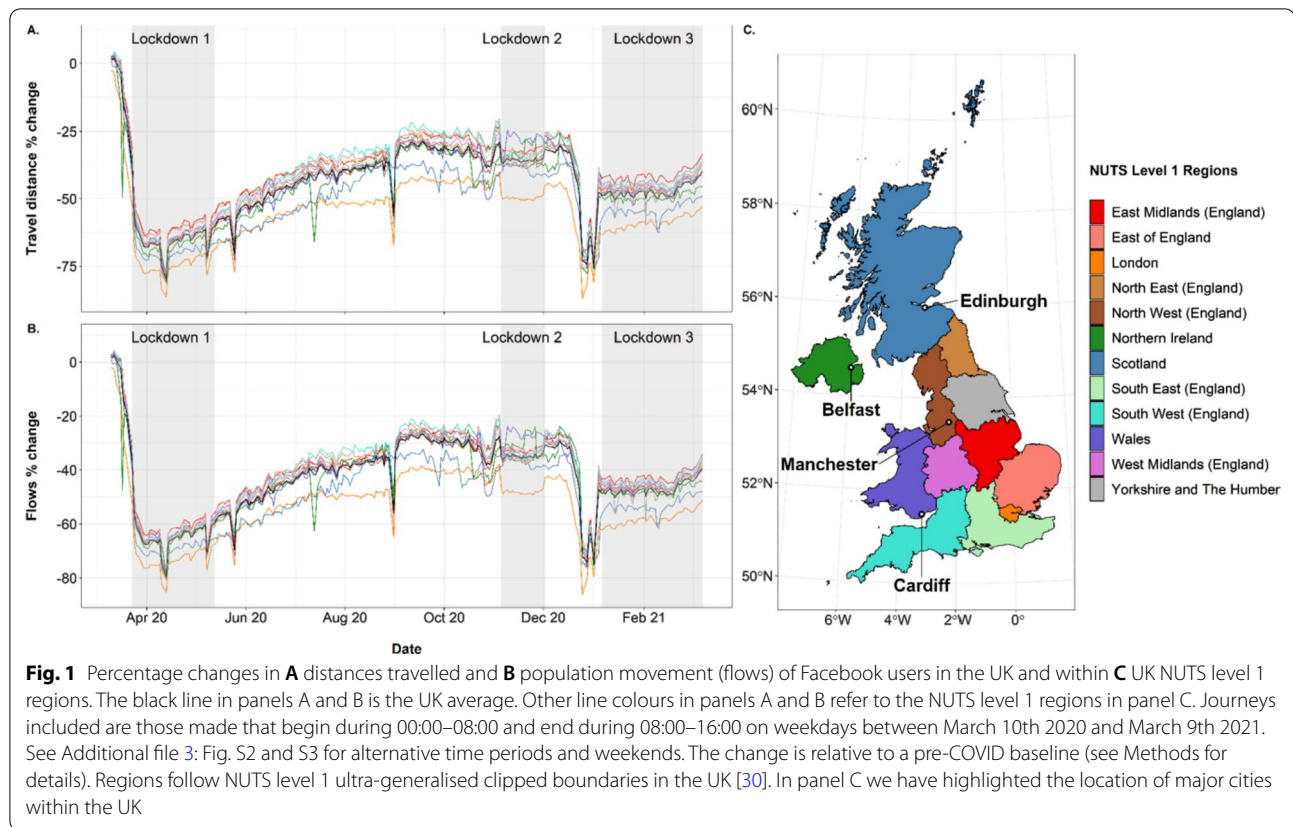 A.
Lockdown 1
Lockdown 2
Lockdown 3
Travel distance % change
0
-25
-50
-75
B.
Lockdown 1
Lockdown 2
Lockdown 3
Flows % change
0
-20
-40
-60
-80
Apr 20
Jun 20
Aug 20
Oct 20
Dec 20
Feb 21
Date
C.
60°N
58°N
56°N
54°N
52°N
50°N
6°W
4°W
2°W
0°
Edinburgh
Belfast
Manchester
Cardiff
NUTS Level 1 Regions
East Midlands (England)
East of England
London
North East (England)
North West (England)
Northern Ireland
Scotland
South East (England)
South West (England)
Wales
West Midlands (England)
Yorkshire and The Humber
Fig. 1 Percentage changes in A distances travelled and B population movement (flows) of Facebook users in the UK and within C UK NUTS level 1
regions. The black line in panels A and B is the UK average. Other line colours in panels A and B refer to the NUTS level 1 regions in panel C. Journeys
included are those made that begin during 00:00–08:00 and end during 08:00–16:00 on weekdays between March 10th 2020 and March 9th 2021.
See Additional file 3: Fig. S2 and S3 for alternative time periods and weekends. The change is relative to a pre-COVID baseline (see Methods for
details). Regions follow NUTS level 1 ultra-generalised clipped boundaries in the UK [30]. In panel C we have highlighted the location of major cities
within the UK